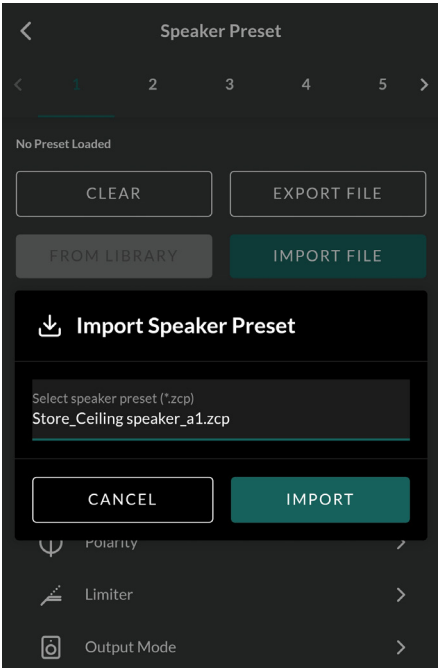 Speaker Preset
1 2 3 4 5
No Preset Loaded
CLEAR EXPORT FILE
FROM LIBRARY IMPORT FILE
Import Speaker Preset
Select speaker preset (*.zcp)
Store_Ceiling speaker_a1.zcp
CANCEL IMPORT
Polarity
Limiter
Output Mode